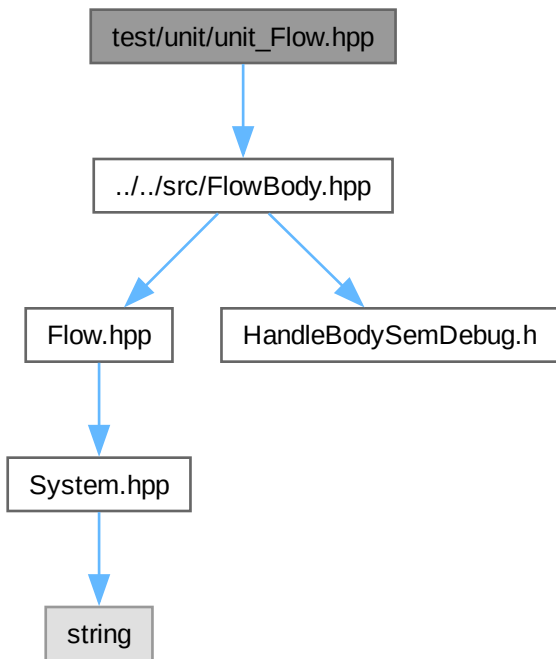 test/unit/unit_Flow.hpp
../../src/FlowBody.hpp
Flow.hpp
HandleBodySemDebug.h
System.hpp
string